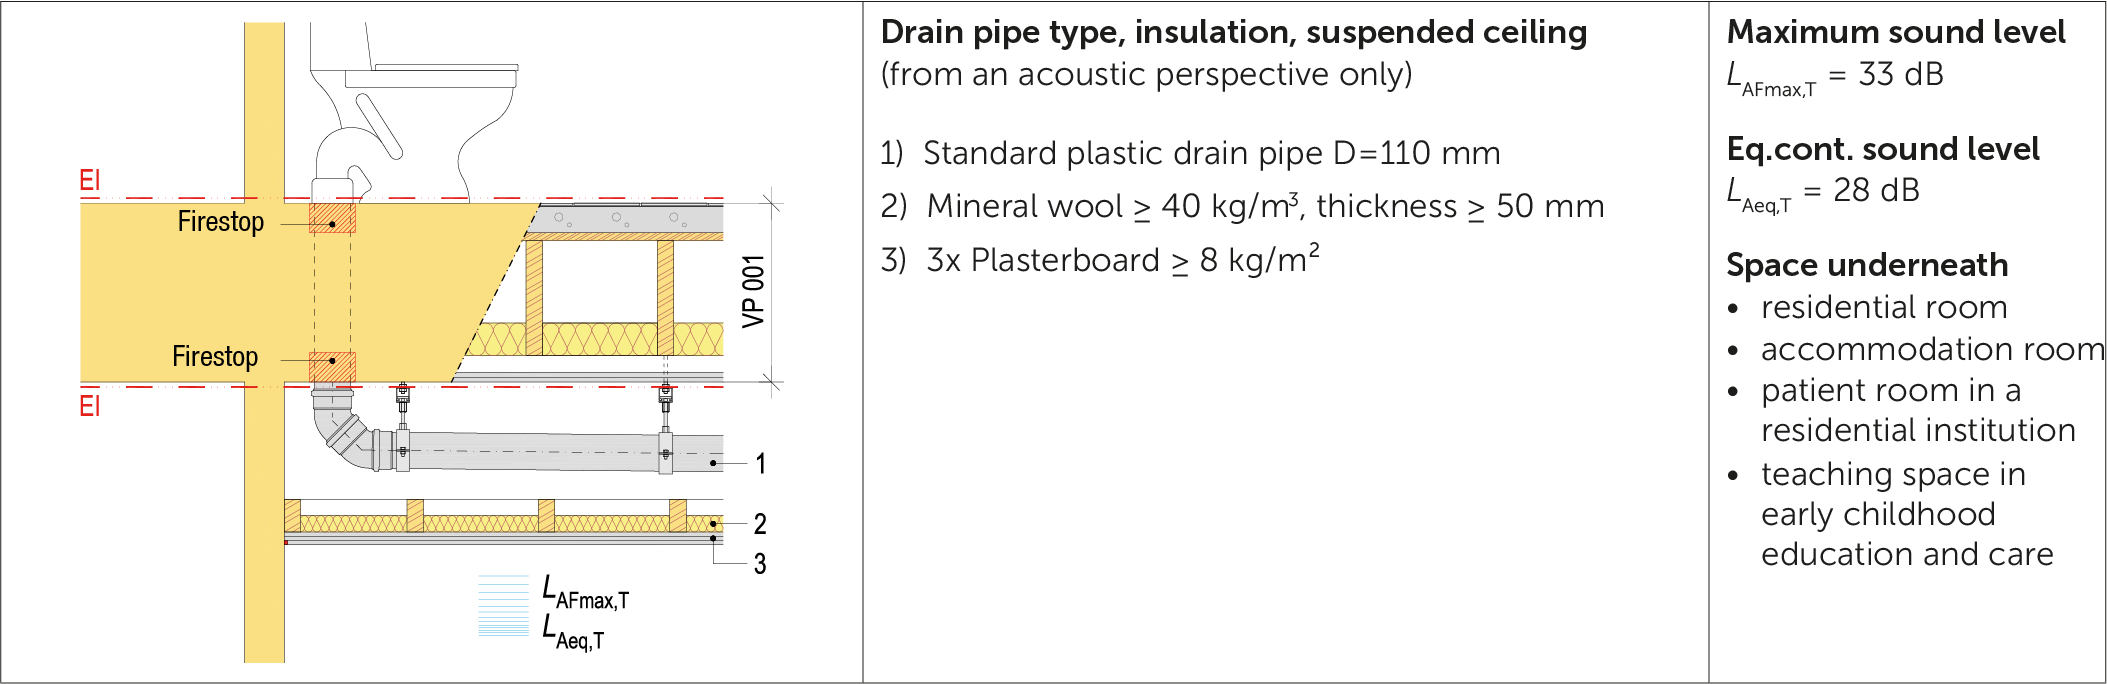 EI
Firestop
VP 001
Firestop
EI
1
2
3
LAFmax,T
LAeq,T
Drain pipe type, insulation, suspended ceiling
(from an acoustic perspective only)
1) Standard plastic drain pipe D=110 mm
2) Mineral wool ≥ 40 kg/m³, thickness ≥ 50 mm
3) 3x Plasterboard ≥ 8 kg/m²
Maximum sound level
LAFmax,T = 33 dB
Eq.cont. sound level
LAeq,T = 28 dB
Space underneath
• residential room
• accommodation room
• patient room in a
residential institution
• teaching space in
early childhood
education and care